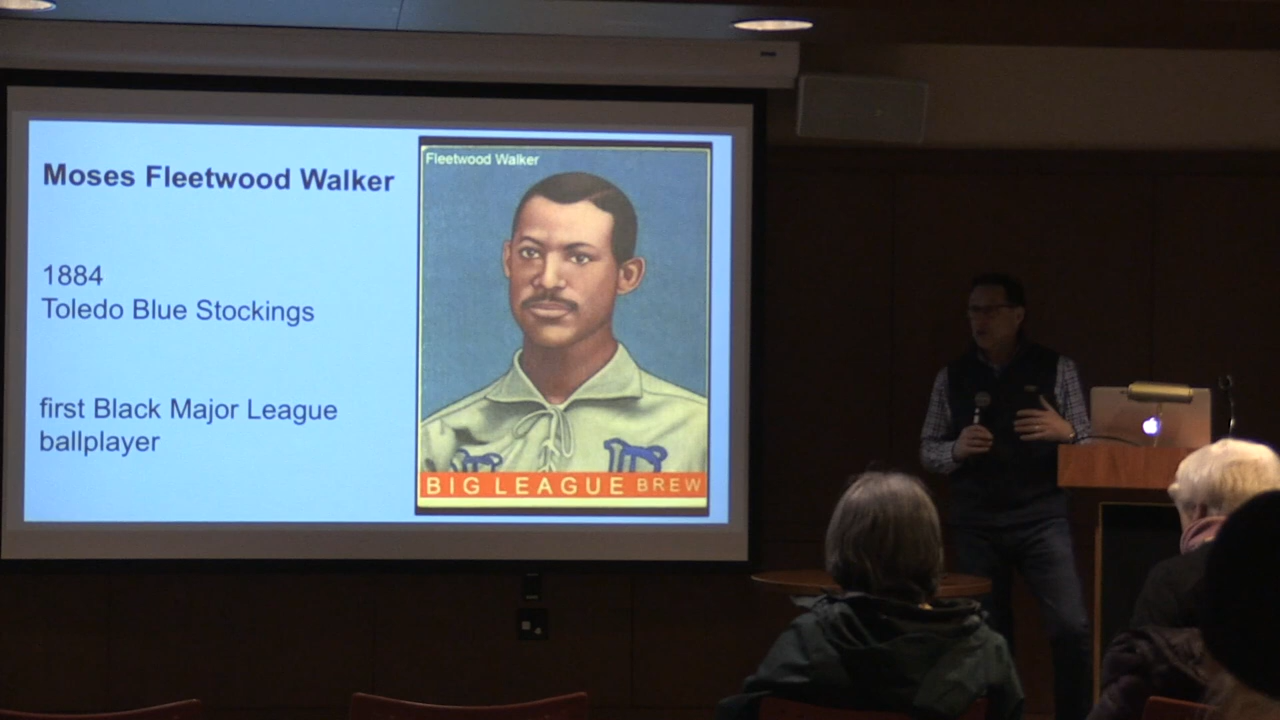 Moses Fleetwood Walker
1884
Toledo Blue Stockings
first Black Major League
ballplayer
Fleetwood Walker
BIG LEAGUE BREW